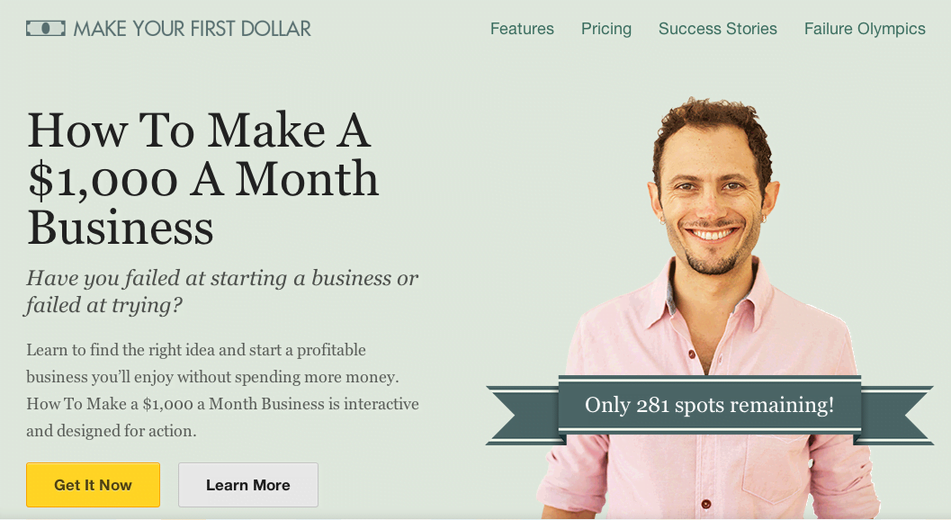 MAKE YOUR FIRST DOLLAR
Features Pricing Success Stories Failure Olympics
How To Make A
$1,000 A Month
Business
Have you failed at starting a business or
failed at trying?
Learn to find the right idea and start a profitable
business you’ll enjoy without spending more money.
How To Make a $1,000 a Month Business is interactive
and designed for action.
Get It Now Learn More
Only 281 spots remaining!